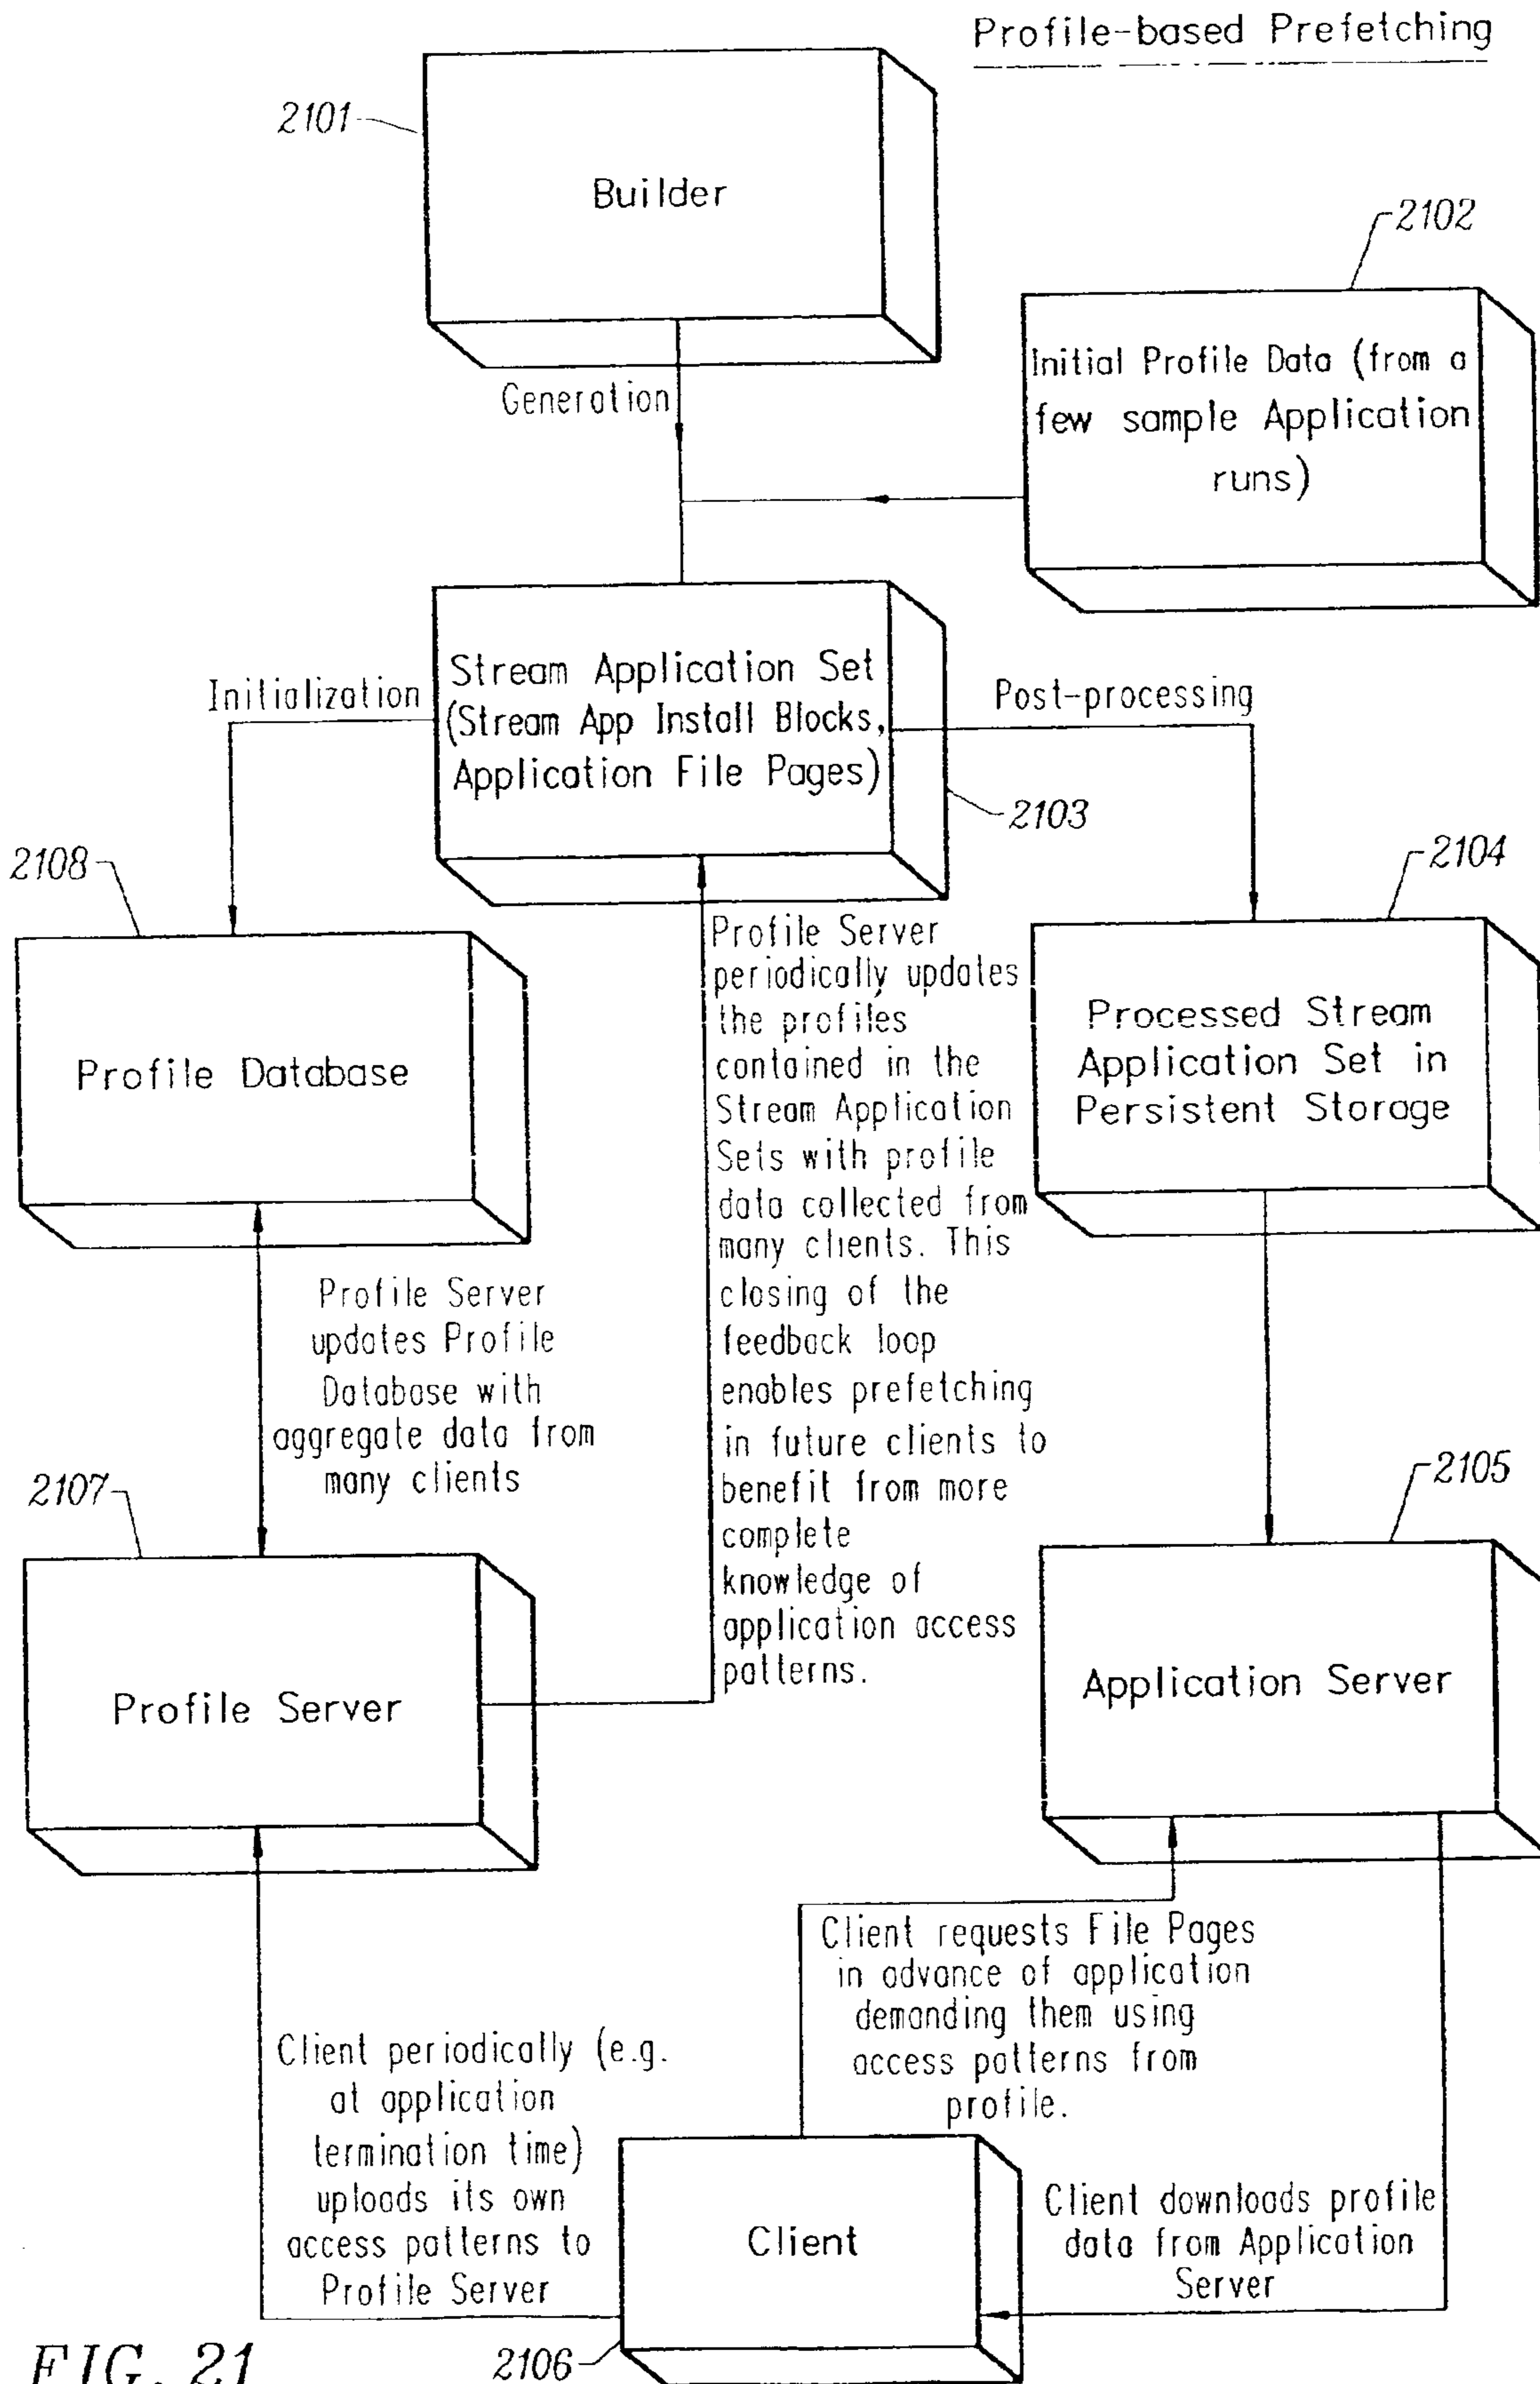 Profile-based Prefetching
2101
Builder
2102
Initial Profile Data (from a
few sample Application
runs)
Generation
Stream Application Set
(Stream App Install Blocks,
Application File Pages)
Initialization
Post-processing
2103
2108
2104
Profile Database
Profile Server
periodically updates
the profiles
contained in the
Stream Application
Sets with profile
data collected from
many clients. This
closing of the
feedback loop
enables prefetching
in future clients to
benefit from more
complete
knowledge of
application access
patterns.
Processed Stream
Application Set in
Persistent Storage
Profile Server
updates Profile
Database with
aggregate data from
many clients
2107
2105
Profile Server
Application Server
Client requests File Pages
in advance of application
demanding them using
access patterns from
profile.
Client periodically (e.g.
at application
termination time)
uploads its own
access patterns to
Profile Server
Client
Client downloads profile
data from Application
Server
2106
FIG. 21